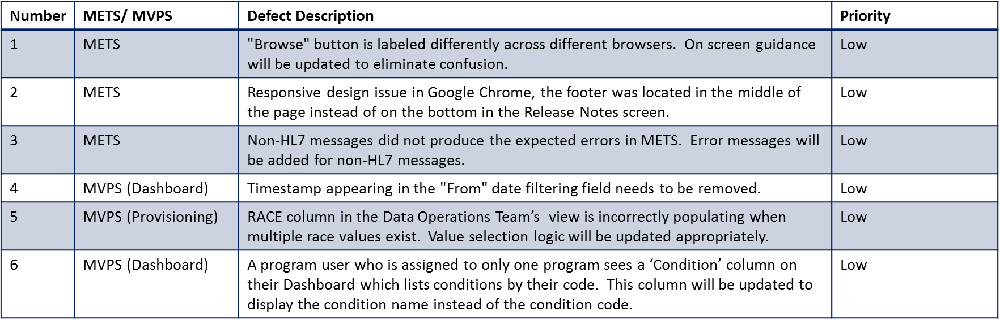 Number METS/ MVPS Defect Description Priority
1 METS "Browse" button is labeled differently across different browsers.  On screen guidance Low
will be updated to eliminate confusion.
2 METS Responsive design issue in Google Chrome, the footer was located in the middle of Low
the page instead of on the bottom in the Release Notes screen.
3 METS Non-HL7 messages did not produce the expected errors in METS.  Error messages will Low
be added for non-HL7 messages.
4 MVPS (Dashboard) Timestamp appearing in the "From" date filtering field needs to be removed. Low
5 MVPS (Provisioning) RACE column in the Data Operations Team’s  view is incorrectly populating when Low
multiple race values exist.  Value selection logic will be updated appropriately.
6 MVPS (Dashboard) A program user who is assigned to only one program sees a ‘Condition’ column on Low
their Dashboard which lists conditions by their code.  This column will be updated to
display the condition name instead of the condition code.